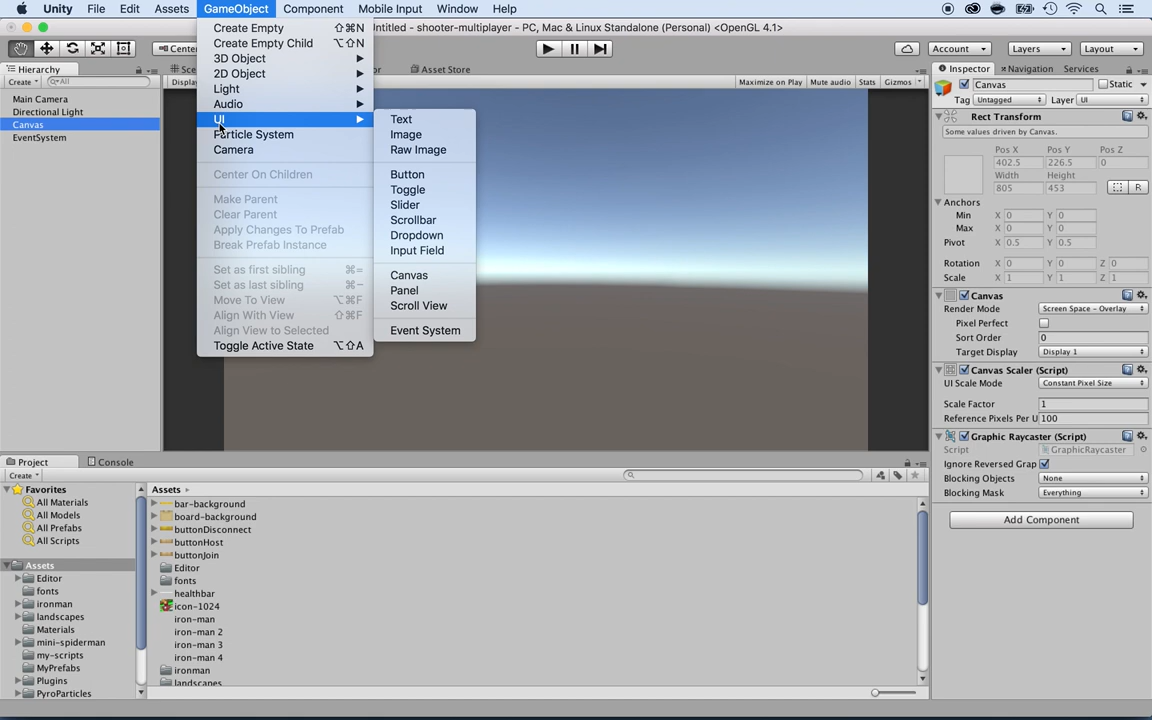 Unity File Edit Assets GameObject Component Mobile Input Window Help
Untitled - shooter-multiplayer - PC, Mac & Linux Standalone (Personal) <OpenGL 4.1>
Center
Account Layers Layout
Hierarchy
Create All
Main Camera
Directional Light
Canvas
EventSystem
Asset Store
Displa
Maximize on Play Mute audio Stats Gizmos
Create Empty ⇧⌘N
Create Empty Child ⌥⇧N
3D Object
2D Object
Light
Audio
UI
Particle System
Camera
Center On Children
Make Parent
Clear Parent
Apply Changes To Prefab
Break Prefab Instance
Set as first sibling ⌘=
Set as last sibling ⌘-
Move To View ⌥⌘F
Align With View ⇧⌘F
Align View to Selected
Toggle Active State ⌥⇧A
Text
Image
Raw Image
Button
Toggle
Slider
Scrollbar
Dropdown
Input Field
Canvas
Panel
Scroll View
Event System
Inspector Navigation Services
Canvas Static
Tag Untagged Layer UI
Rect Transform
Some values driven by Canvas.
Pos X Pos Y Pos Z
402.5 226.5 0
Width Height
805 453 R
Anchors
Min X 0 Y 0
Max X 0 Y 0
Pivot X 0.5 Y 0.5
Rotation X 0 Y 0 Z 0
Scale X 1 Y 1 Z 1
Canvas
Render Mode Screen Space - Overlay
Pixel Perfect
Sort Order 0
Target Display Display 1
Canvas Scaler (Script)
UI Scale Mode Constant Pixel Size
Scale Factor 1
Reference Pixels Per U 100
Graphic Raycaster (Script)
Script GraphicRaycaster
Ignore Reversed Grap
Blocking Objects None
Blocking Mask Everything
Add Component
Project Console
Create
Favorites
All Materials
All Models
All Prefabs
All Scripts
Assets
Editor
fonts
ironman
landscapes
Materials
mini-spiderman
my-scripts
MyPrefabs
Plugins
PyroParticles
Assets
bar-background
board-background
buttonDisconnect
buttonHost
buttonJoin
Editor
fonts
healthbar
icon-1024
iron-man
iron-man 2
iron-man 3
iron-man 4
ironman
landscapes